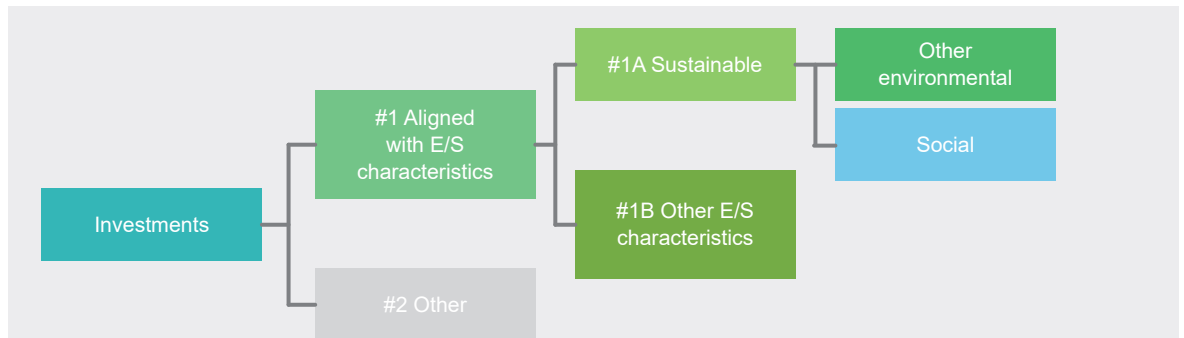 Investments
#1 Aligned
with E/S
characteristics
#2 Other
#1A Sustainable
#1B Other E/S
characteristics
Other
environmental
Social